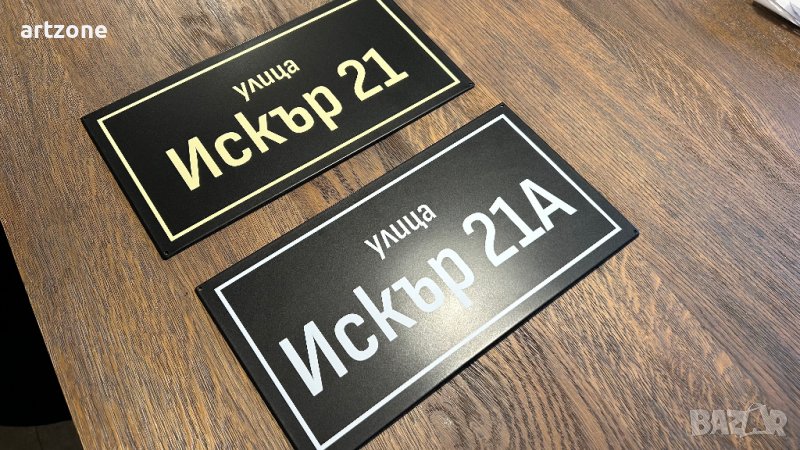 artzone
улица
Искър 21
улица
Искър 21А
BAZAR